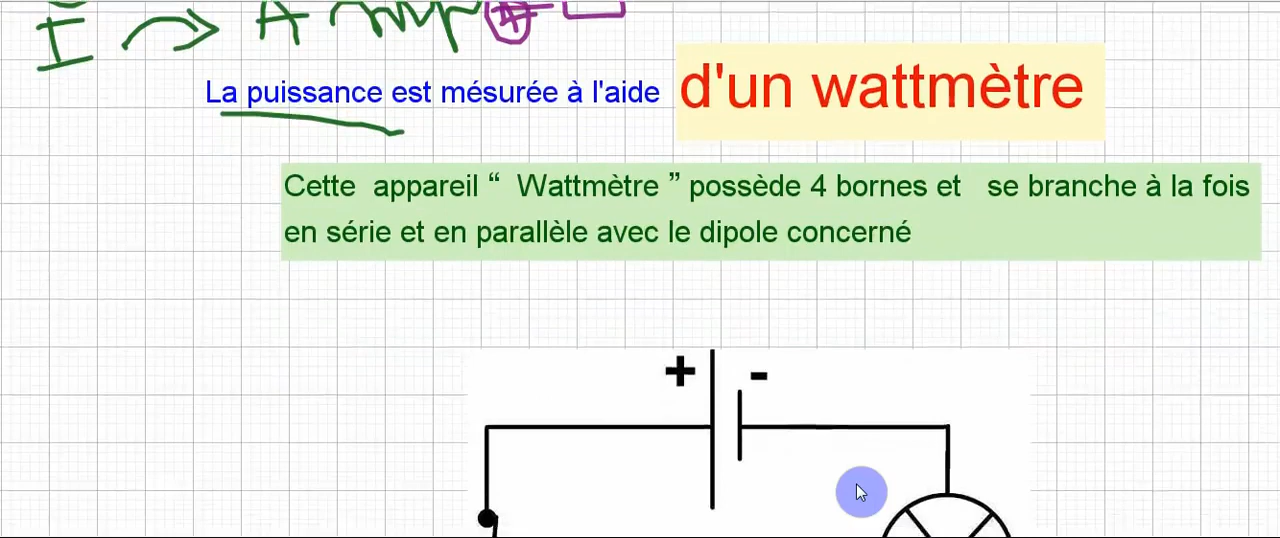 I → Amp
La puissance est mésurée à l'aide d'un wattmètre
Cette appareil “ Wattmètre ” possède 4 bornes et se branche à la fois
en série et en parallèle avec le dipole concerné
+ -